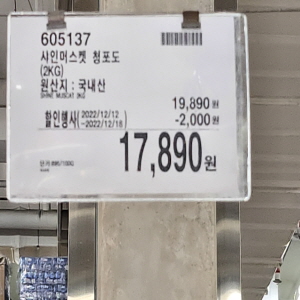 605137
샤인머스켓 청포도
(2KG)
원산지 : 국내산
SHINE MUSCAT 2KG
19,890원
할인행사(2022/12/12 ~2022/12/18) -2,000원
17,890원